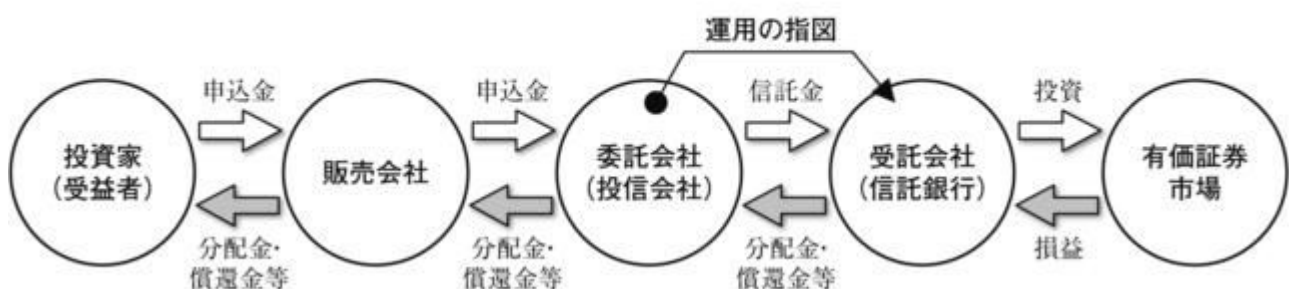 運用の指図
申込金
申込金
信託金
投資
投資家
（受益者）
販売会社
委託会社
（投信会社）
受託会社
（信託銀行）
有価証券
市場
分配金・
償還金等
分配金・
償還金等
分配金・
償還金等
損益